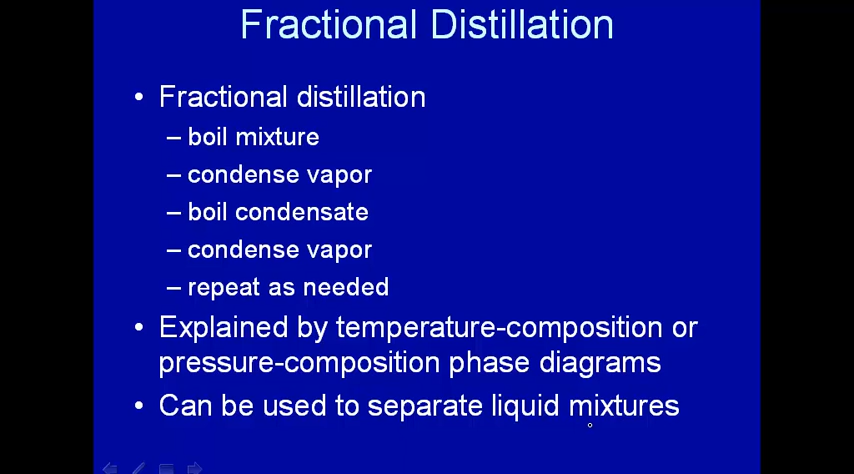 Fractional Distillation
• Fractional distillation
– boil mixture
– condense vapor
– boil condensate
– condense vapor
– repeat as needed
• Explained by temperature-composition or
pressure-composition phase diagrams
• Can be used to separate liquid mixtures